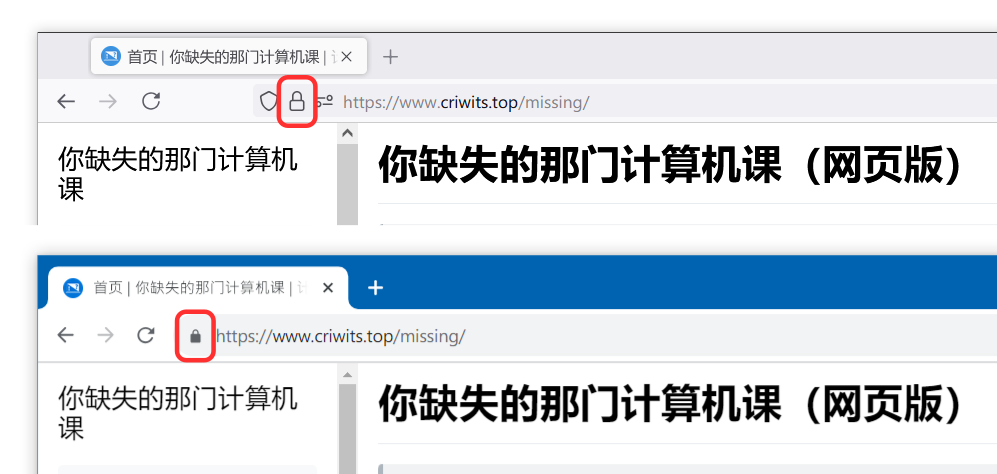 首页 | 你缺失的那门计算机课 |
https://www.criwits.top/missing/
你缺失的那门计算机
课
你缺失的那门计算机课（网页版）
首页 | 你缺失的那门计算机课 |
https://www.criwits.top/missing/
你缺失的那门计算机
课
你缺失的那门计算机课（网页版）